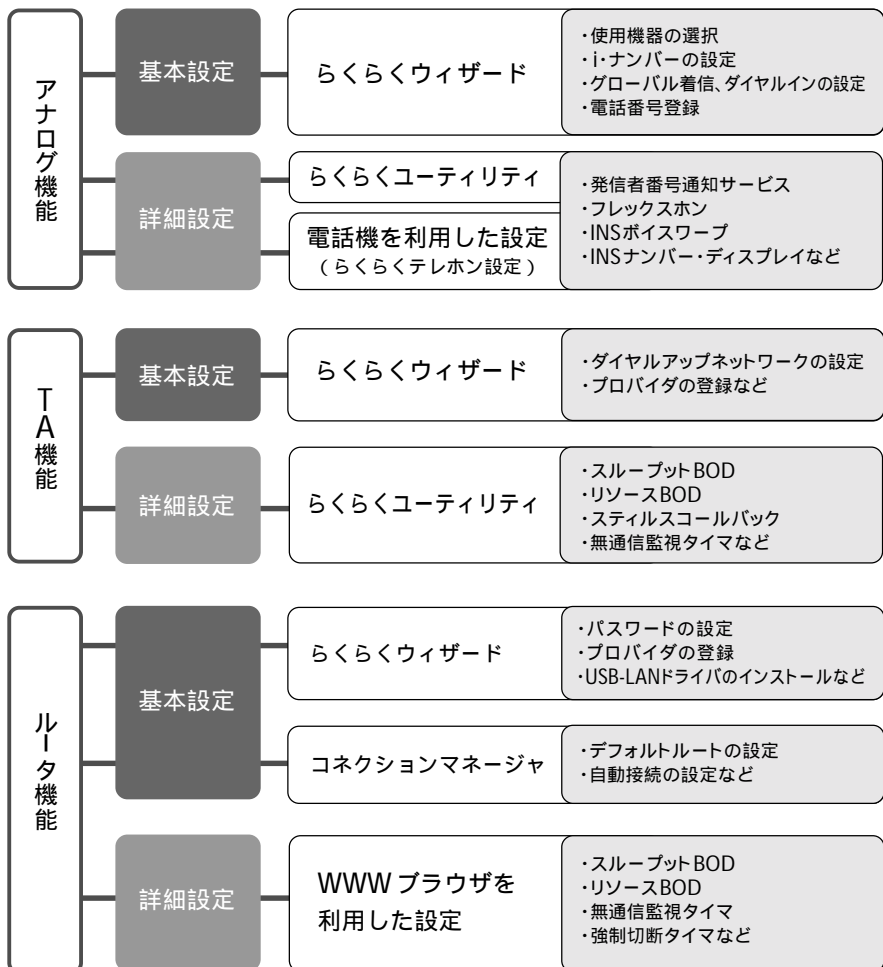 アナログ機能
基本設定
らくらくウィザード
・使用機器の選択
・i・ナンバーの設定
・グローバル着信、ダイヤルインの設定
・電話番号登録
詳細設定
らくらくユーティリティ
電話機を利用した設定
(らくらくテレホン設定)
・発信者番号通知サービス
・フレックスホン
・INSボイスワープ
・INSナンバー・ディスプレイなど
TA機能
基本設定
らくらくウィザード
・ダイヤルアップネットワークの設定
・プロバイダの登録など
詳細設定
らくらくユーティリティ
・スループットBOD
・リソースBOD
・スティルスコールバック
・無通信監視タイマなど
ルータ機能
基本設定
らくらくウィザード
・パスワードの設定
・プロバイダの登録
・USB-LANドライバのインストールなど
コネクションマネージャ
・デフォルトルートの設定
・自動接続の設定など
詳細設定
WWWブラウザを
利用した設定
・スループットBOD
・リソースBOD
・無通信監視タイマ
・強制切断タイマなど